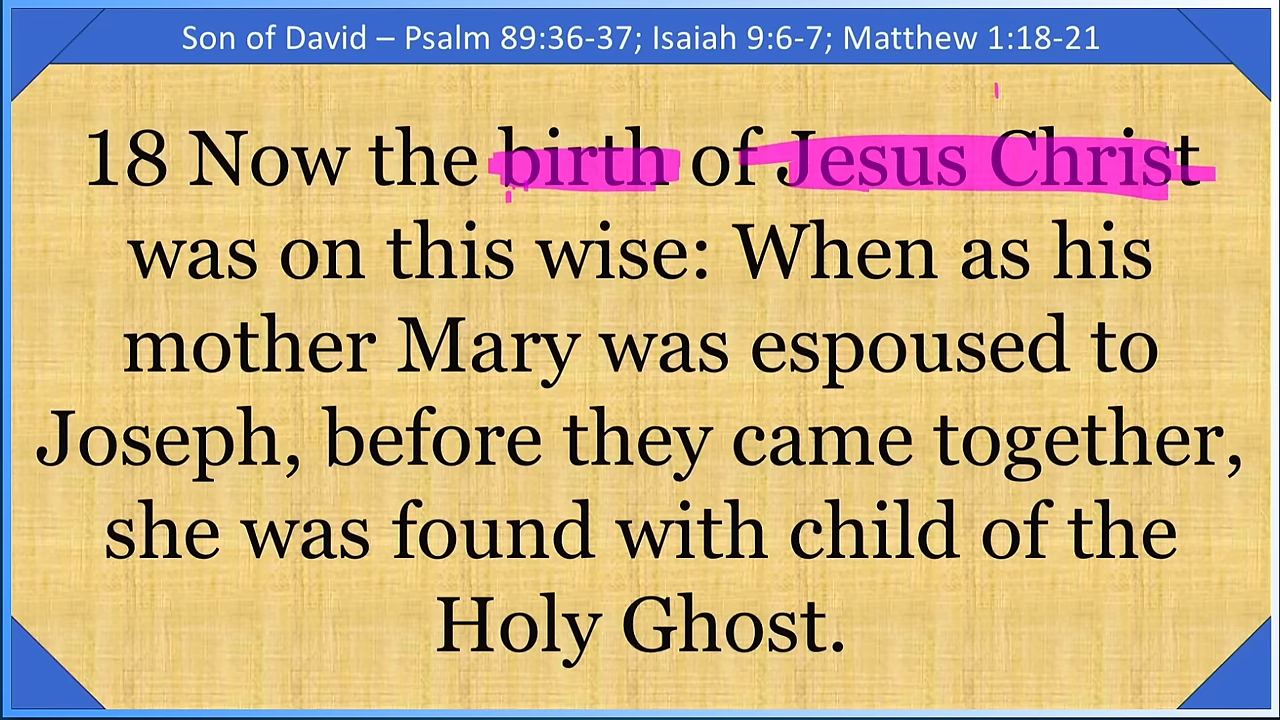 Son of David – Psalm 89:36-37; Isaiah 9:6-7; Matthew 1:18-21
18 Now the birth of Jesus Christ
was on this wise: When as his
mother Mary was espoused to
Joseph, before they came together,
she was found with child of the
Holy Ghost.